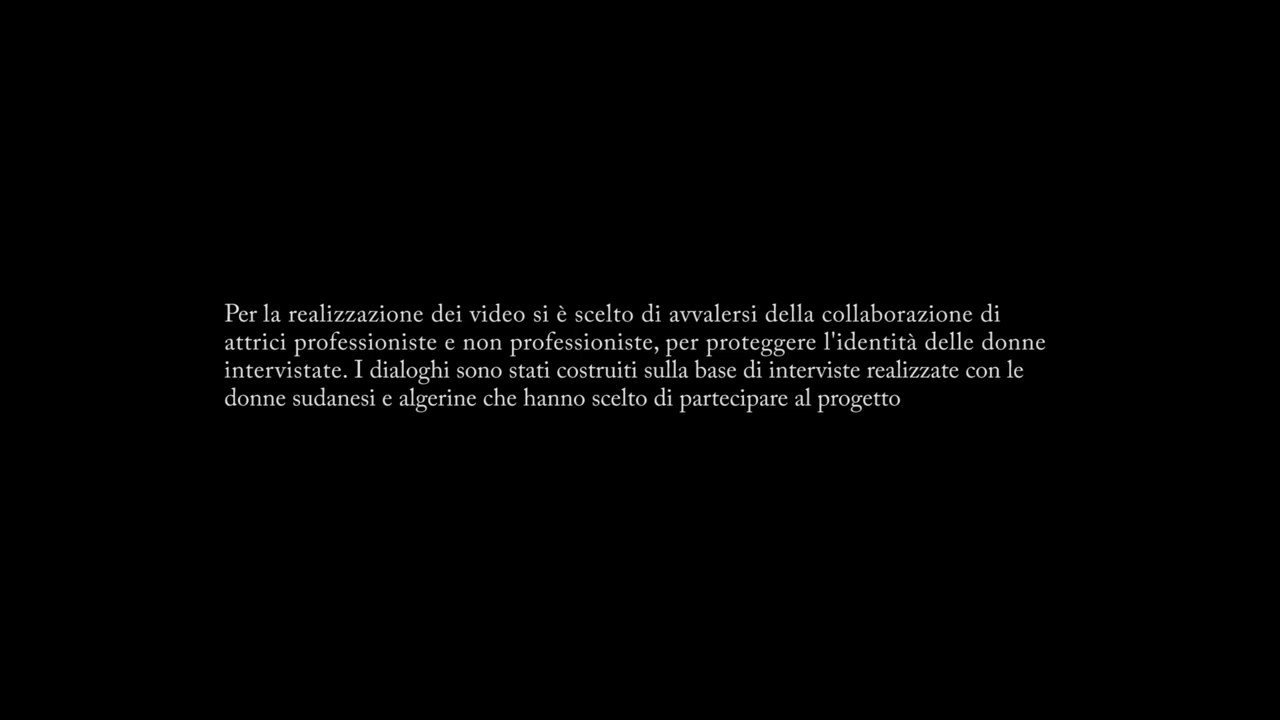 Per la realizzazione dei video si è scelto di avvalersi della collaborazione di
attrici professioniste e non professioniste, per proteggere l'identità delle donne
intervistate. I dialoghi sono stati costruiti sulla base di interviste realizzate con le
donne sudanesi e algerine che hanno scelto di partecipare al progetto